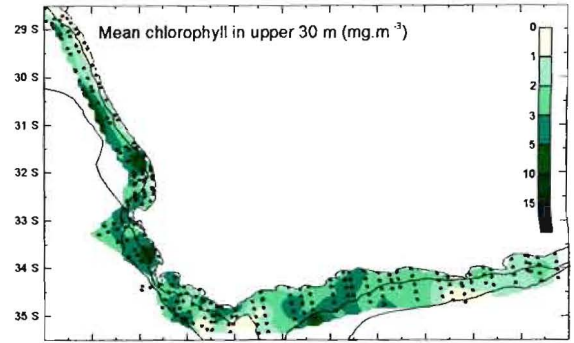 Mean chlorophyll in upper 30 m (mg.m-3)
29 S
30 S
31 S
32 S
33 S
34 S
35 S
0
1
2
3
5
10
15